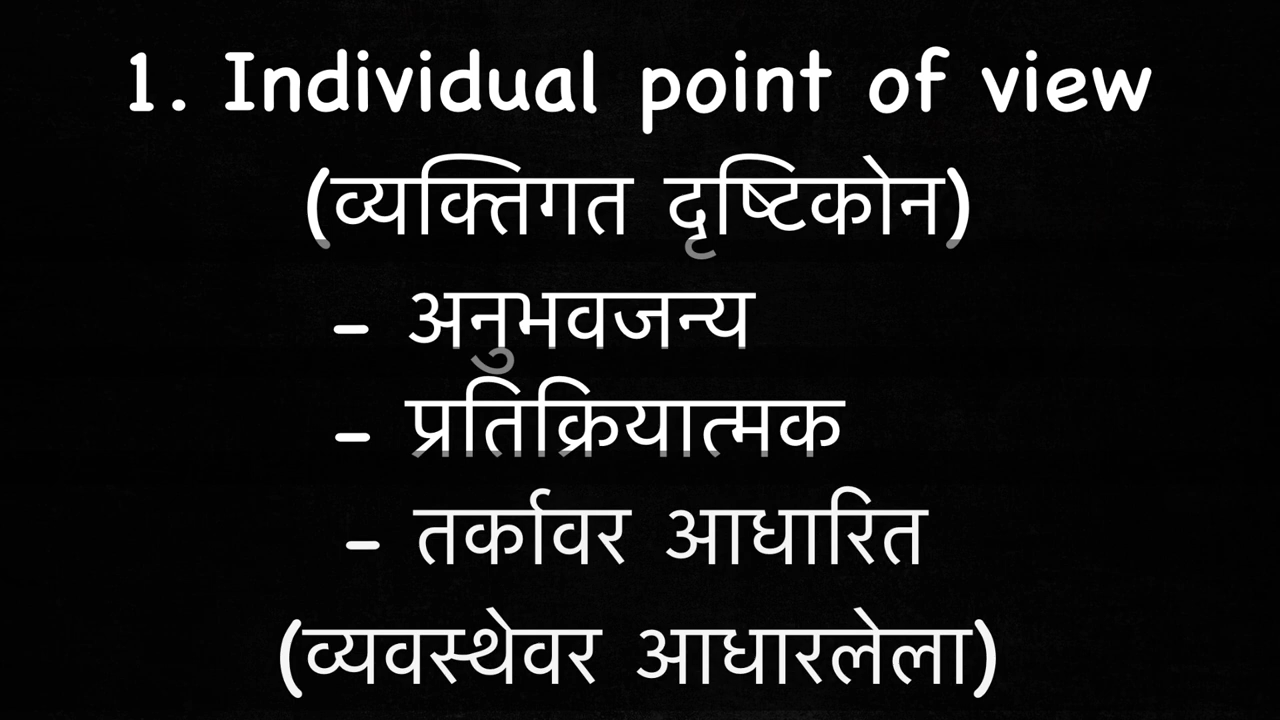 1. Individual point of view
(व्यक्तिगत दृष्टिकोन)
- अनुभवजन्य
- प्रतिक्रियात्मक
- तर्कावर आधारित
(व्यवस्थेवर आधारलेला)